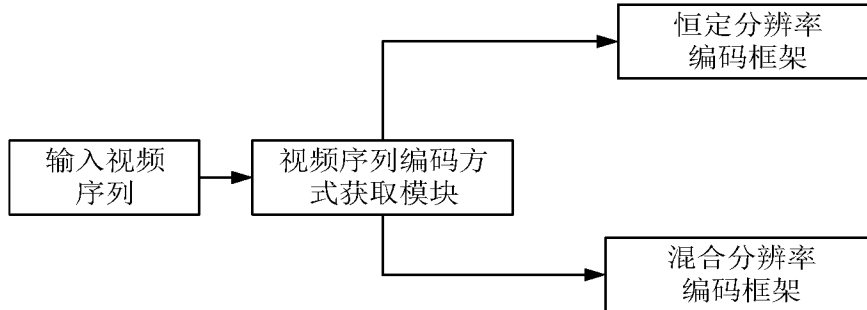 恒定分辨率
编码框架
输入视频
序列
视频序列编码方
式获取模块
混合分辨率
编码框架